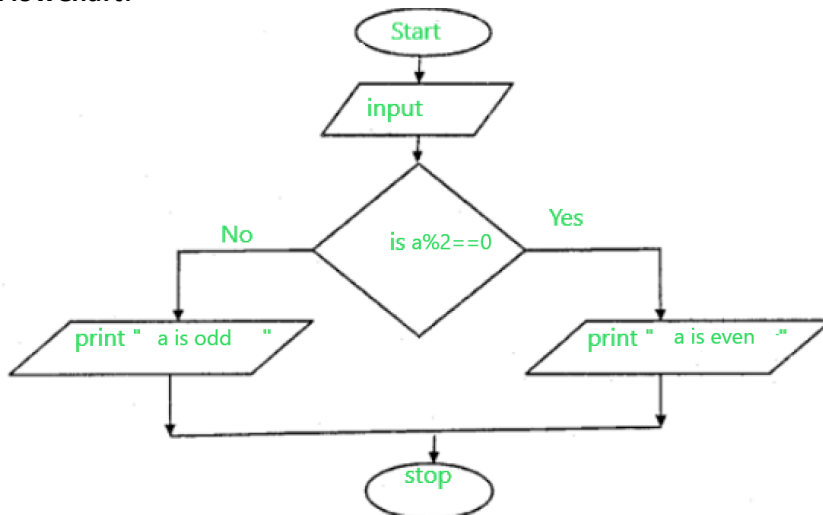 Start
input
is a%2==0
No
Yes
print " a is odd "
print " a is even "
stop